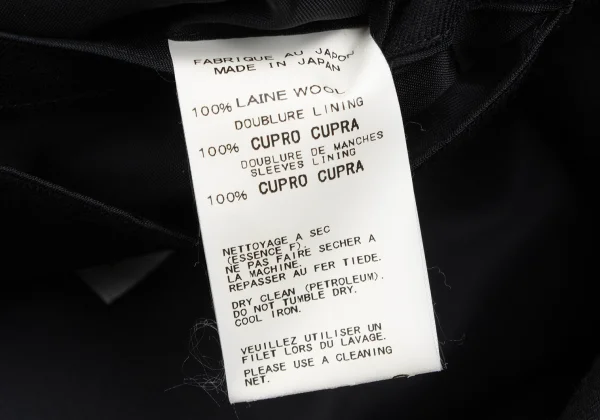 FABRIQUE AU JAPON
MADE IN JAPAN
100% LAINE WOOL
DOUBLURE LINING
100% CUPRO CUPRA
DOUBLURE DE MANCHES
SLEEVES LINING
100% CUPRO CUPRA
NETTOYAGE A SEC
(ESSENCE F).
NE PAS FAIRE SECHER A
LA MACHINE.
REPASSER AU FER TIEDE.
DRY CLEAN (PETROLEUM).
DO NOT TUMBLE DRY.
COOL IRON.
VEUILLEZ UTILISER UN
FILET LORS DU LAVAGE.
PLEASE USE A CLEANING
NET.